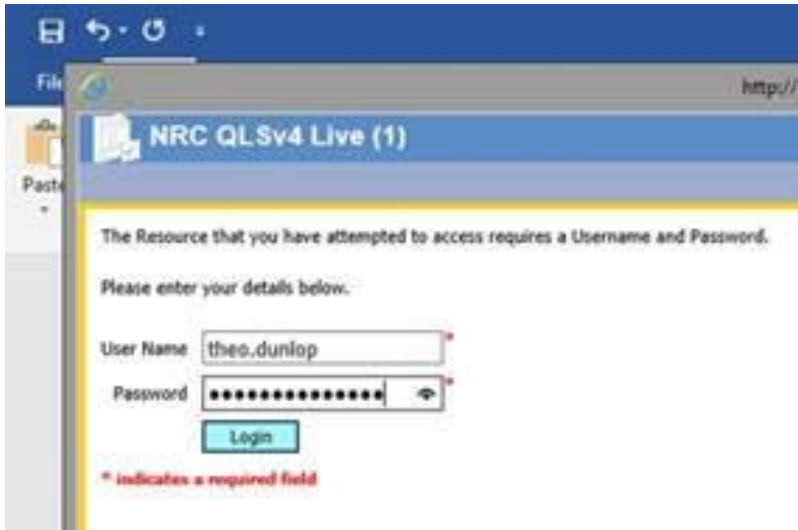 File
http://
NRC QLSv4 Live (1)
Paste
The Resource that you have attempted to access requires a Username and Password.
Please enter your details below.
User Name theo.dunlop *
Password •••••••••••••• *
Login
* indicates a required field